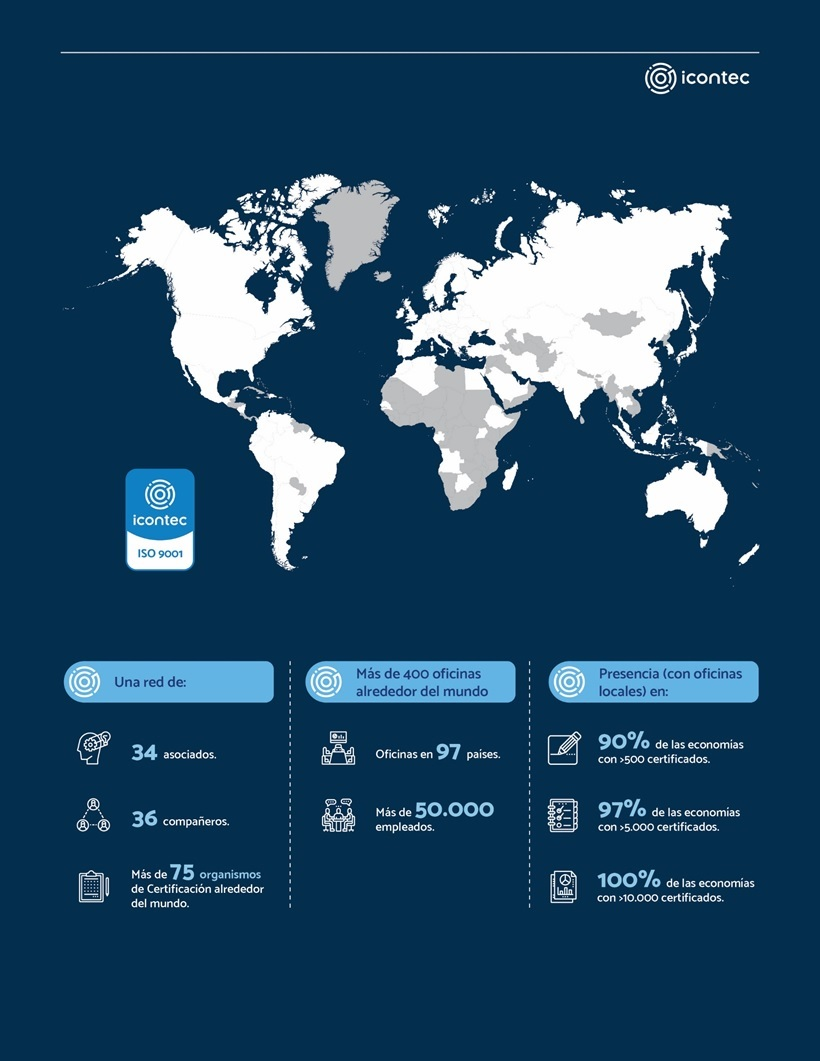 icontec
icontec
ISO 9001
Una red de:
34 asociados.
36 compañeros.
Más de 75 organismos
de Certificación alrededor
del mundo.
Más de 400 oficinas
alrededor del mundo
Oficinas en 97 países.
Más de 50.000
empleados.
Presencia (con oficinas
locales) en:
90% de las economías
con >500 certificados.
97% de las economías
con >5.000 certificados.
100% de las economías
con >10.000 certificados.